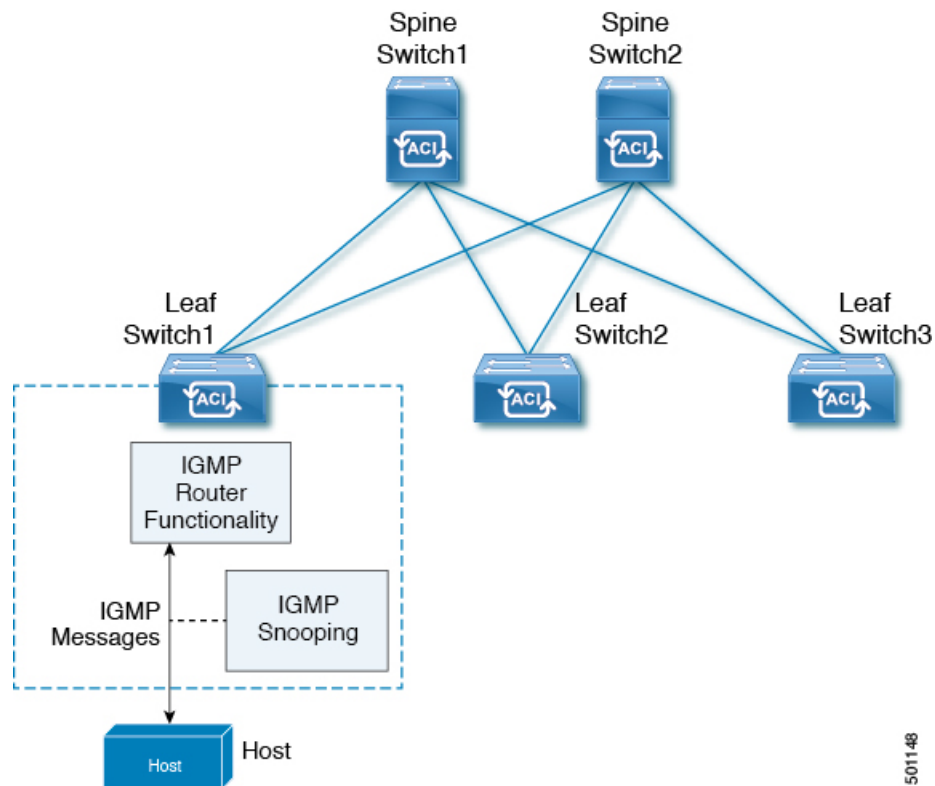 Spine
Switch1
Spine
Switch2
ACI
ACI
Leaf
Switch1
Leaf
Switch2
Leaf
Switch3
ACI
ACI
ACI
IGMP
Router
Functionality
IGMP
Messages
IGMP
Snooping
Host
Host
501148